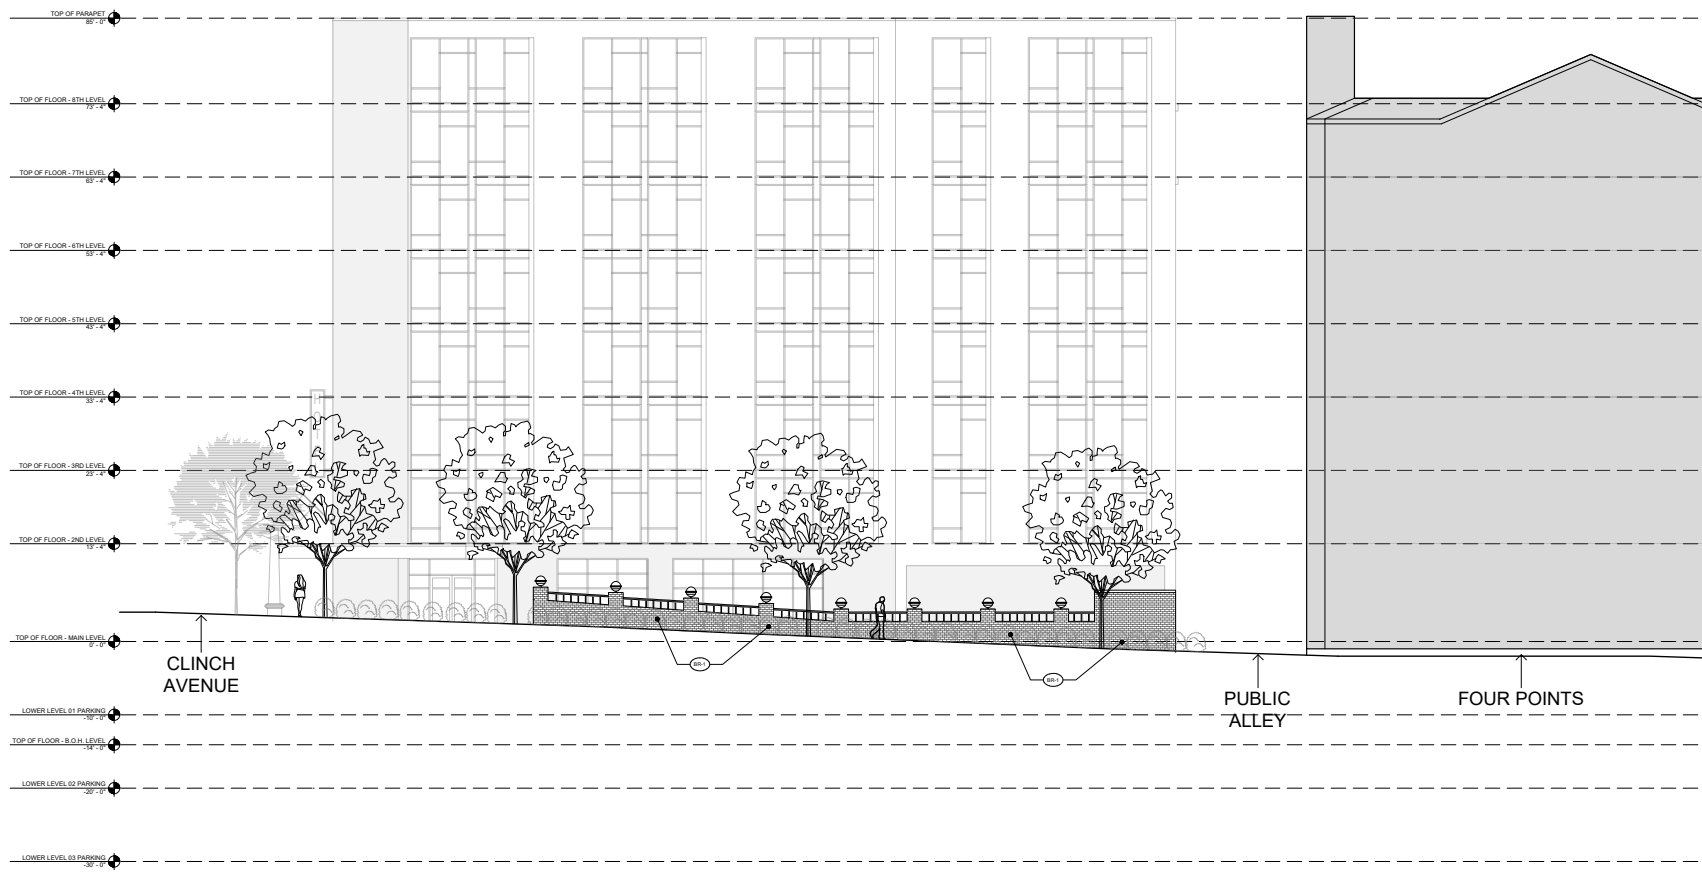 TOP OF PARAPET
85' - 0"
TOP OF FLOOR - 8TH LEVEL
73' - 4"
TOP OF FLOOR - 7TH LEVEL
63' - 4"
TOP OF FLOOR - 6TH LEVEL
53' - 4"
TOP OF FLOOR - 5TH LEVEL
43' - 4"
TOP OF FLOOR - 4TH LEVEL
33' - 4"
TOP OF FLOOR - 3RD LEVEL
23' - 4"
TOP OF FLOOR - 2ND LEVEL
13' - 4"
TOP OF FLOOR - MAIN LEVEL
0' - 0"
CLINCH
AVENUE
BR-1
BR-1
PUBLIC
ALLEY
FOUR POINTS
LOWER LEVEL 01 PARKING
-10' - 0"
TOP OF FLOOR - B.O.H. LEVEL
-14' - 0"
LOWER LEVEL 02 PARKING
-20' - 0"
LOWER LEVEL 03 PARKING
-30' - 0"